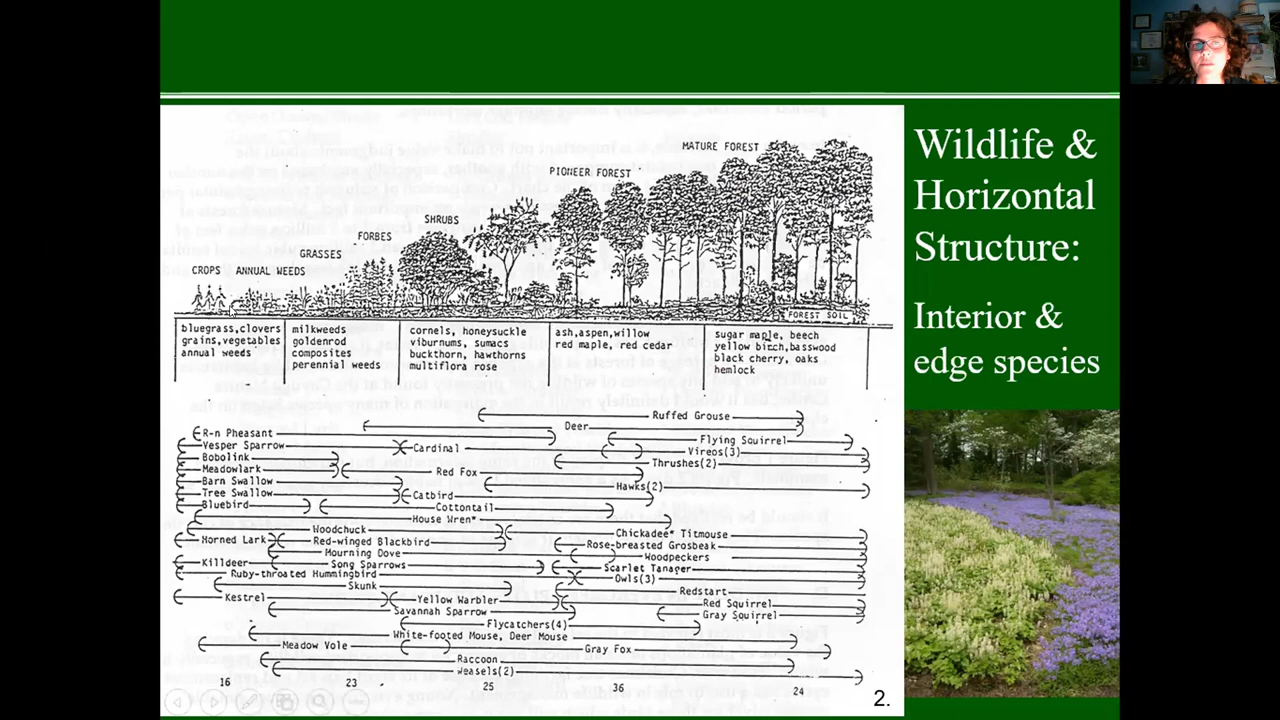 Wildlife &
Horizontal
Structure:
Interior &
edge species
MATURE FOREST
PIONEER FOREST
SHRUBS
FORBES
GRASSES
CROPS ANNUAL WEEDS
FOREST SOIL
bluegrass,clovers
grains,vegetables
annual weeds
milkweeds
goldenrod
composites
perennial weeds
cornels, honeysuckle
viburnums, sumacs
buckthorn, hawthorns
multiflora rose
ash,aspen,willow
red maple, red cedar
sugar maple, beech
yellow birch,basswood
black cherry, oaks
hemlock
Ruffed Grouse
Deer
R-n Pheasant
Flying Squirrel
Vesper Sparrow
Cardinal
Vireos(3)
Bobolink
Thrushes(2)
Meadowlark
Red Fox
Barn Swallow
Hawks(2)
Tree Swallow
Catbird
Bluebird
Cottontail
House Wren*
Woodchuck
Chickadee* Titmouse
Horned Lark
Red-winged Blackbird
Rose-breasted Grosbeak
Mourning Dove
Woodpeckers
Killdeer
Song Sparrows
Scarlet Tanager
Ruby-throated Hummingbird
Owls(3)
Skunk
Redstart
Kestrel
Yellow Warbler
Red Squirrel
Savannah Sparrow
Gray Squirrel
Flycatchers(4)
White-footed Mouse, Deer Mouse
Meadow Vole
Gray Fox
Raccoon
Weasels(2)
16 23 25 36 24
2.